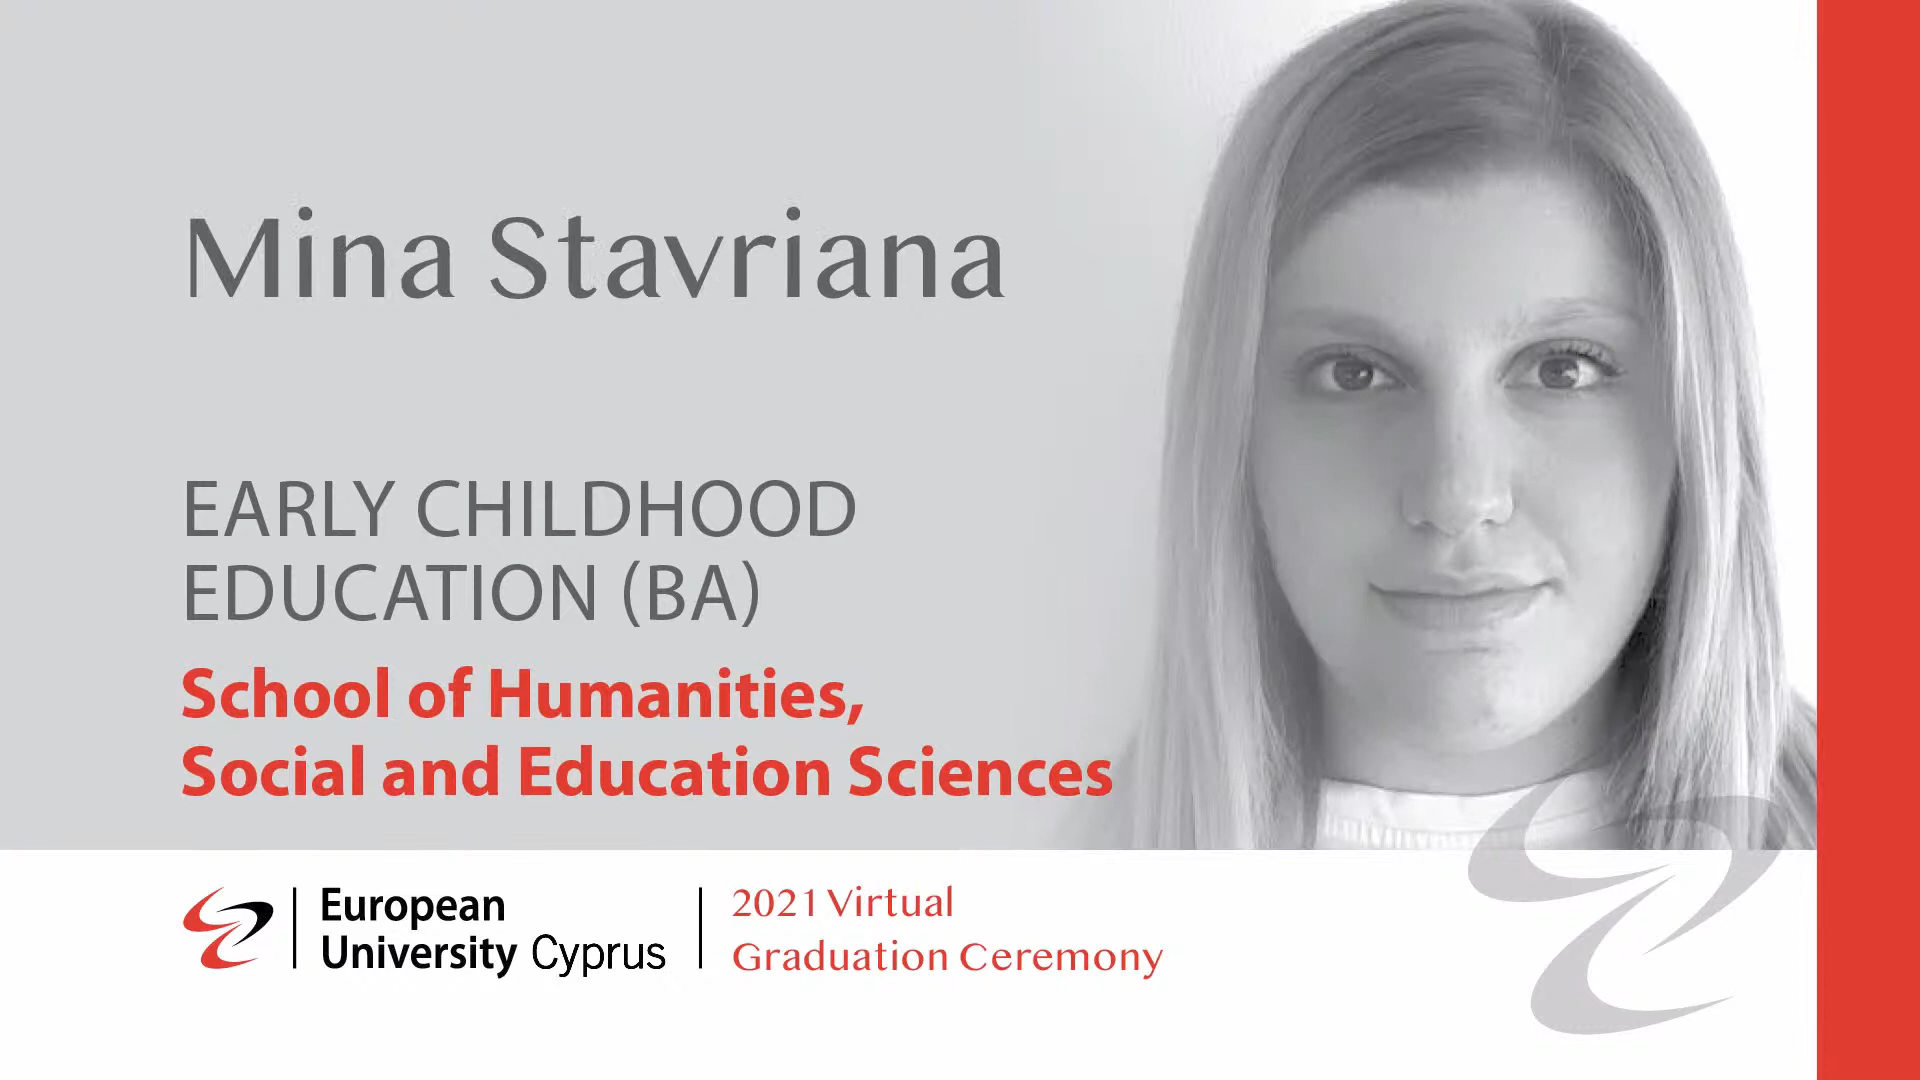 Mina Stavriana
EARLY CHILDHOOD
EDUCATION (BA)
School of Humanities,
Social and Education Sciences
European
University Cyprus
2021 Virtual
Graduation Ceremony